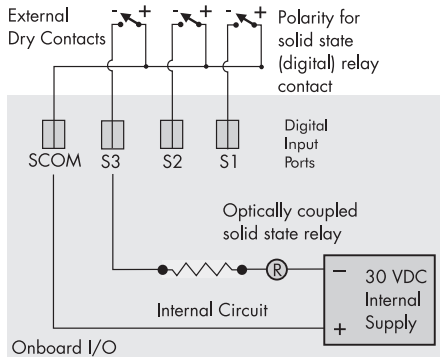 External
Dry Contacts
- +
- +
- +
Polarity for
solid state
(digital) relay
contact
SCOM
S3
S2
S1
Digital
Input
Ports
Optically coupled
solid state relay
R
Internal Circuit
-
+
30 VDC
Internal
Supply
Onboard I/O